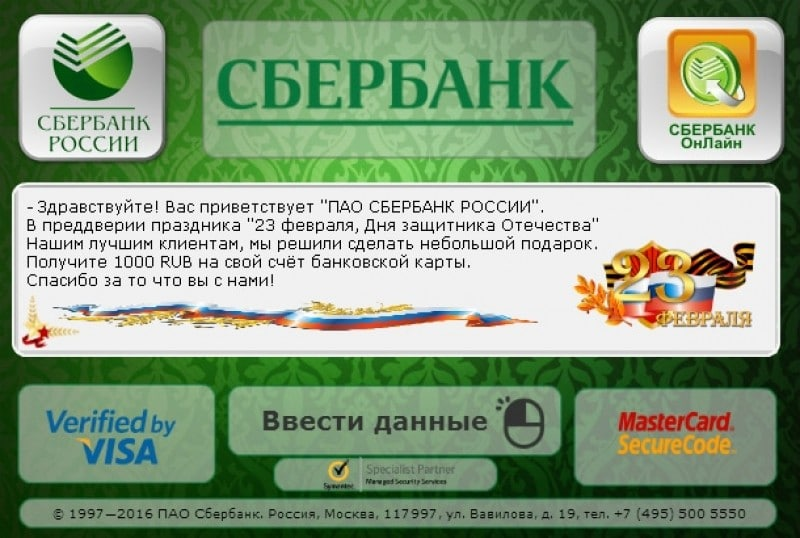 СБЕРБАНК
РОССИИ
СБЕРБАНК
СБЕРБАНК
ОнЛайн
- Здравствуйте! Вас приветствует "ПАО СБЕРБАНК РОССИИ".
В преддверии праздника "23 февраля, Дня защитника Отечества"
Нашим лучшим клиентам, мы решили сделать небольшой подарок.
Получите 1000 RUB на свой счёт банковской карты.
Спасибо за то что вы с нами!
23
ФЕВРАЛЯ
Verified by
VISA
Ввести данные
MasterCard.
SecureCode.
Symantec.
Specialist Partner
Managed Security Services
© 1997—2016 ПАО Сбербанк. Россия, Москва, 117997, ул. Вавилова, д. 19, тел. +7 (495) 500 5550